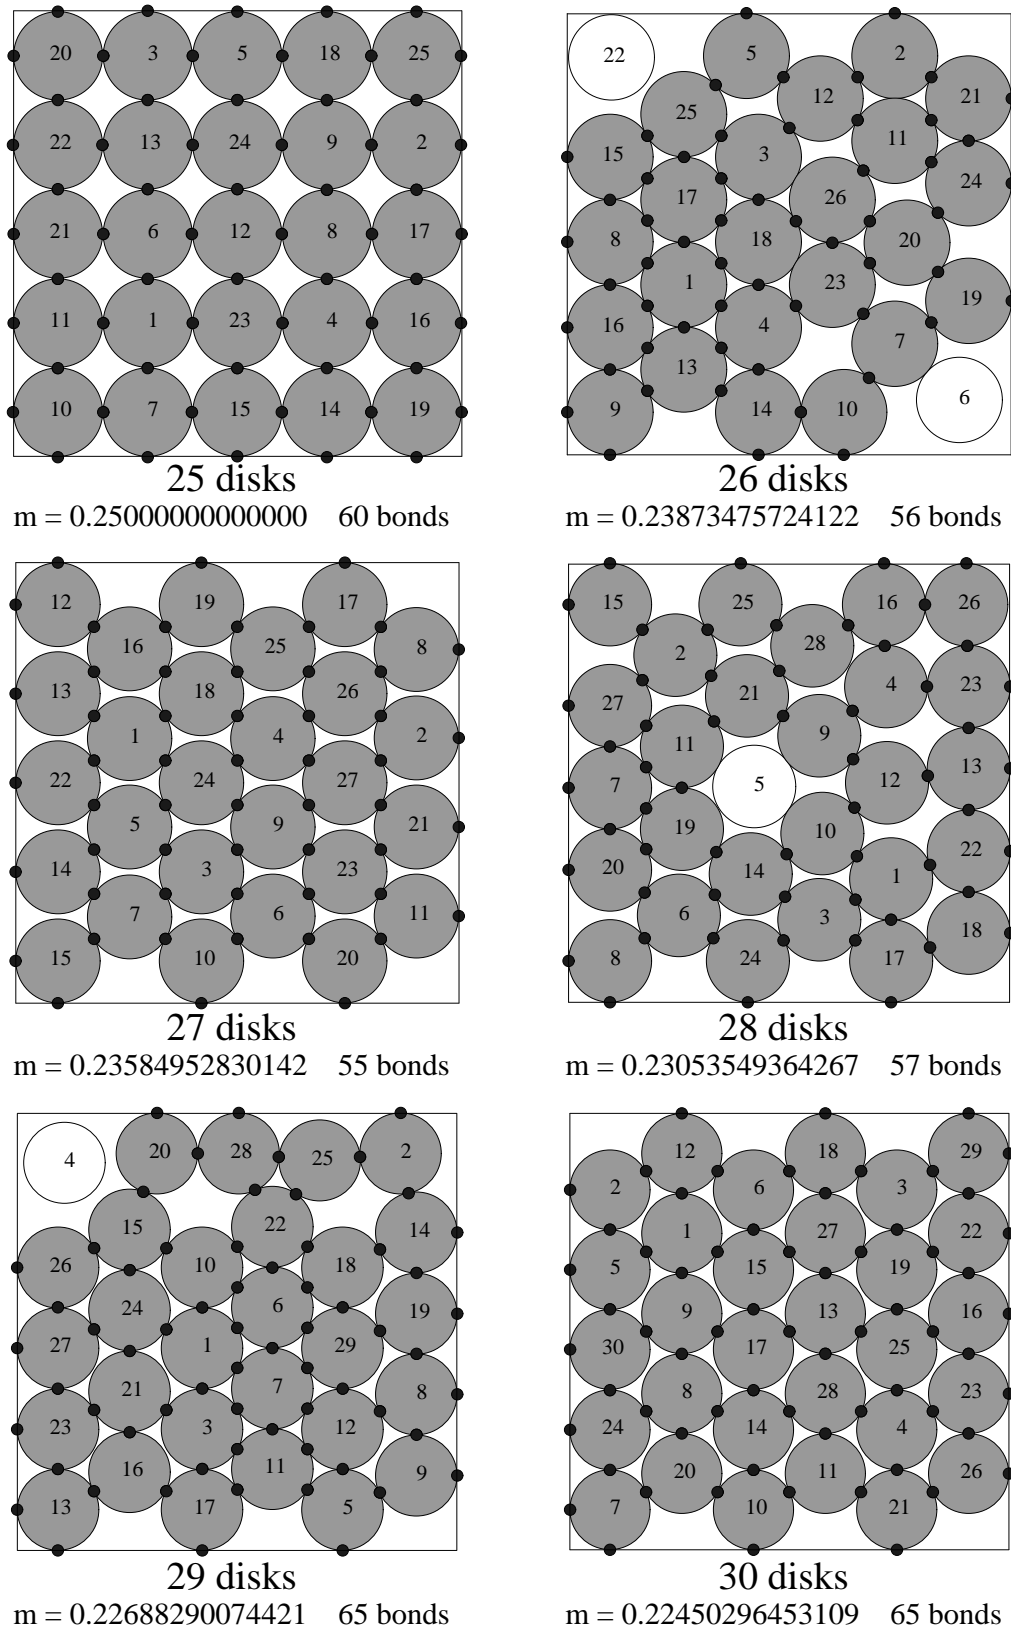 20 3 5 18 25
22 13 24 9 2
21 6 12 8 17
11 1 23 4 16
10 7 15 14 19
25 disks
m = 0.25000000000000 60 bonds
22 5 2
12 21
25 11
15 3 24
17 26
8 18 20
1 23 19
16 4 7
13 6
9 14 10
26 disks
m = 0.23873475724122 56 bonds
12 19 17
16 25 8
13 18 26
1 4 2
22 24 27
5 9 21
14 3 23
7 6 11
15 10 20
27 disks
m = 0.23584952830142 55 bonds
15 25 16 26
2 28
27 21 4 23
11 9
7 5 12 13
19 10
20 14 1 22
6 3 18
8 24 17
28 disks
m = 0.23053549364267 57 bonds
4 20 28 25 2
15 22 14
26 10 18
24 6 19
27 1 29
21 7 8
23 3 12
16 11 9
13 17 5
29 disks
m = 0.22688290074421 65 bonds
12 18 29
2 6 3
1 27 22
5 15 19
9 13 16
30 17 25
8 28 23
24 14 4
20 11 26
7 10 21
30 disks
m = 0.22450296453109 65 bonds